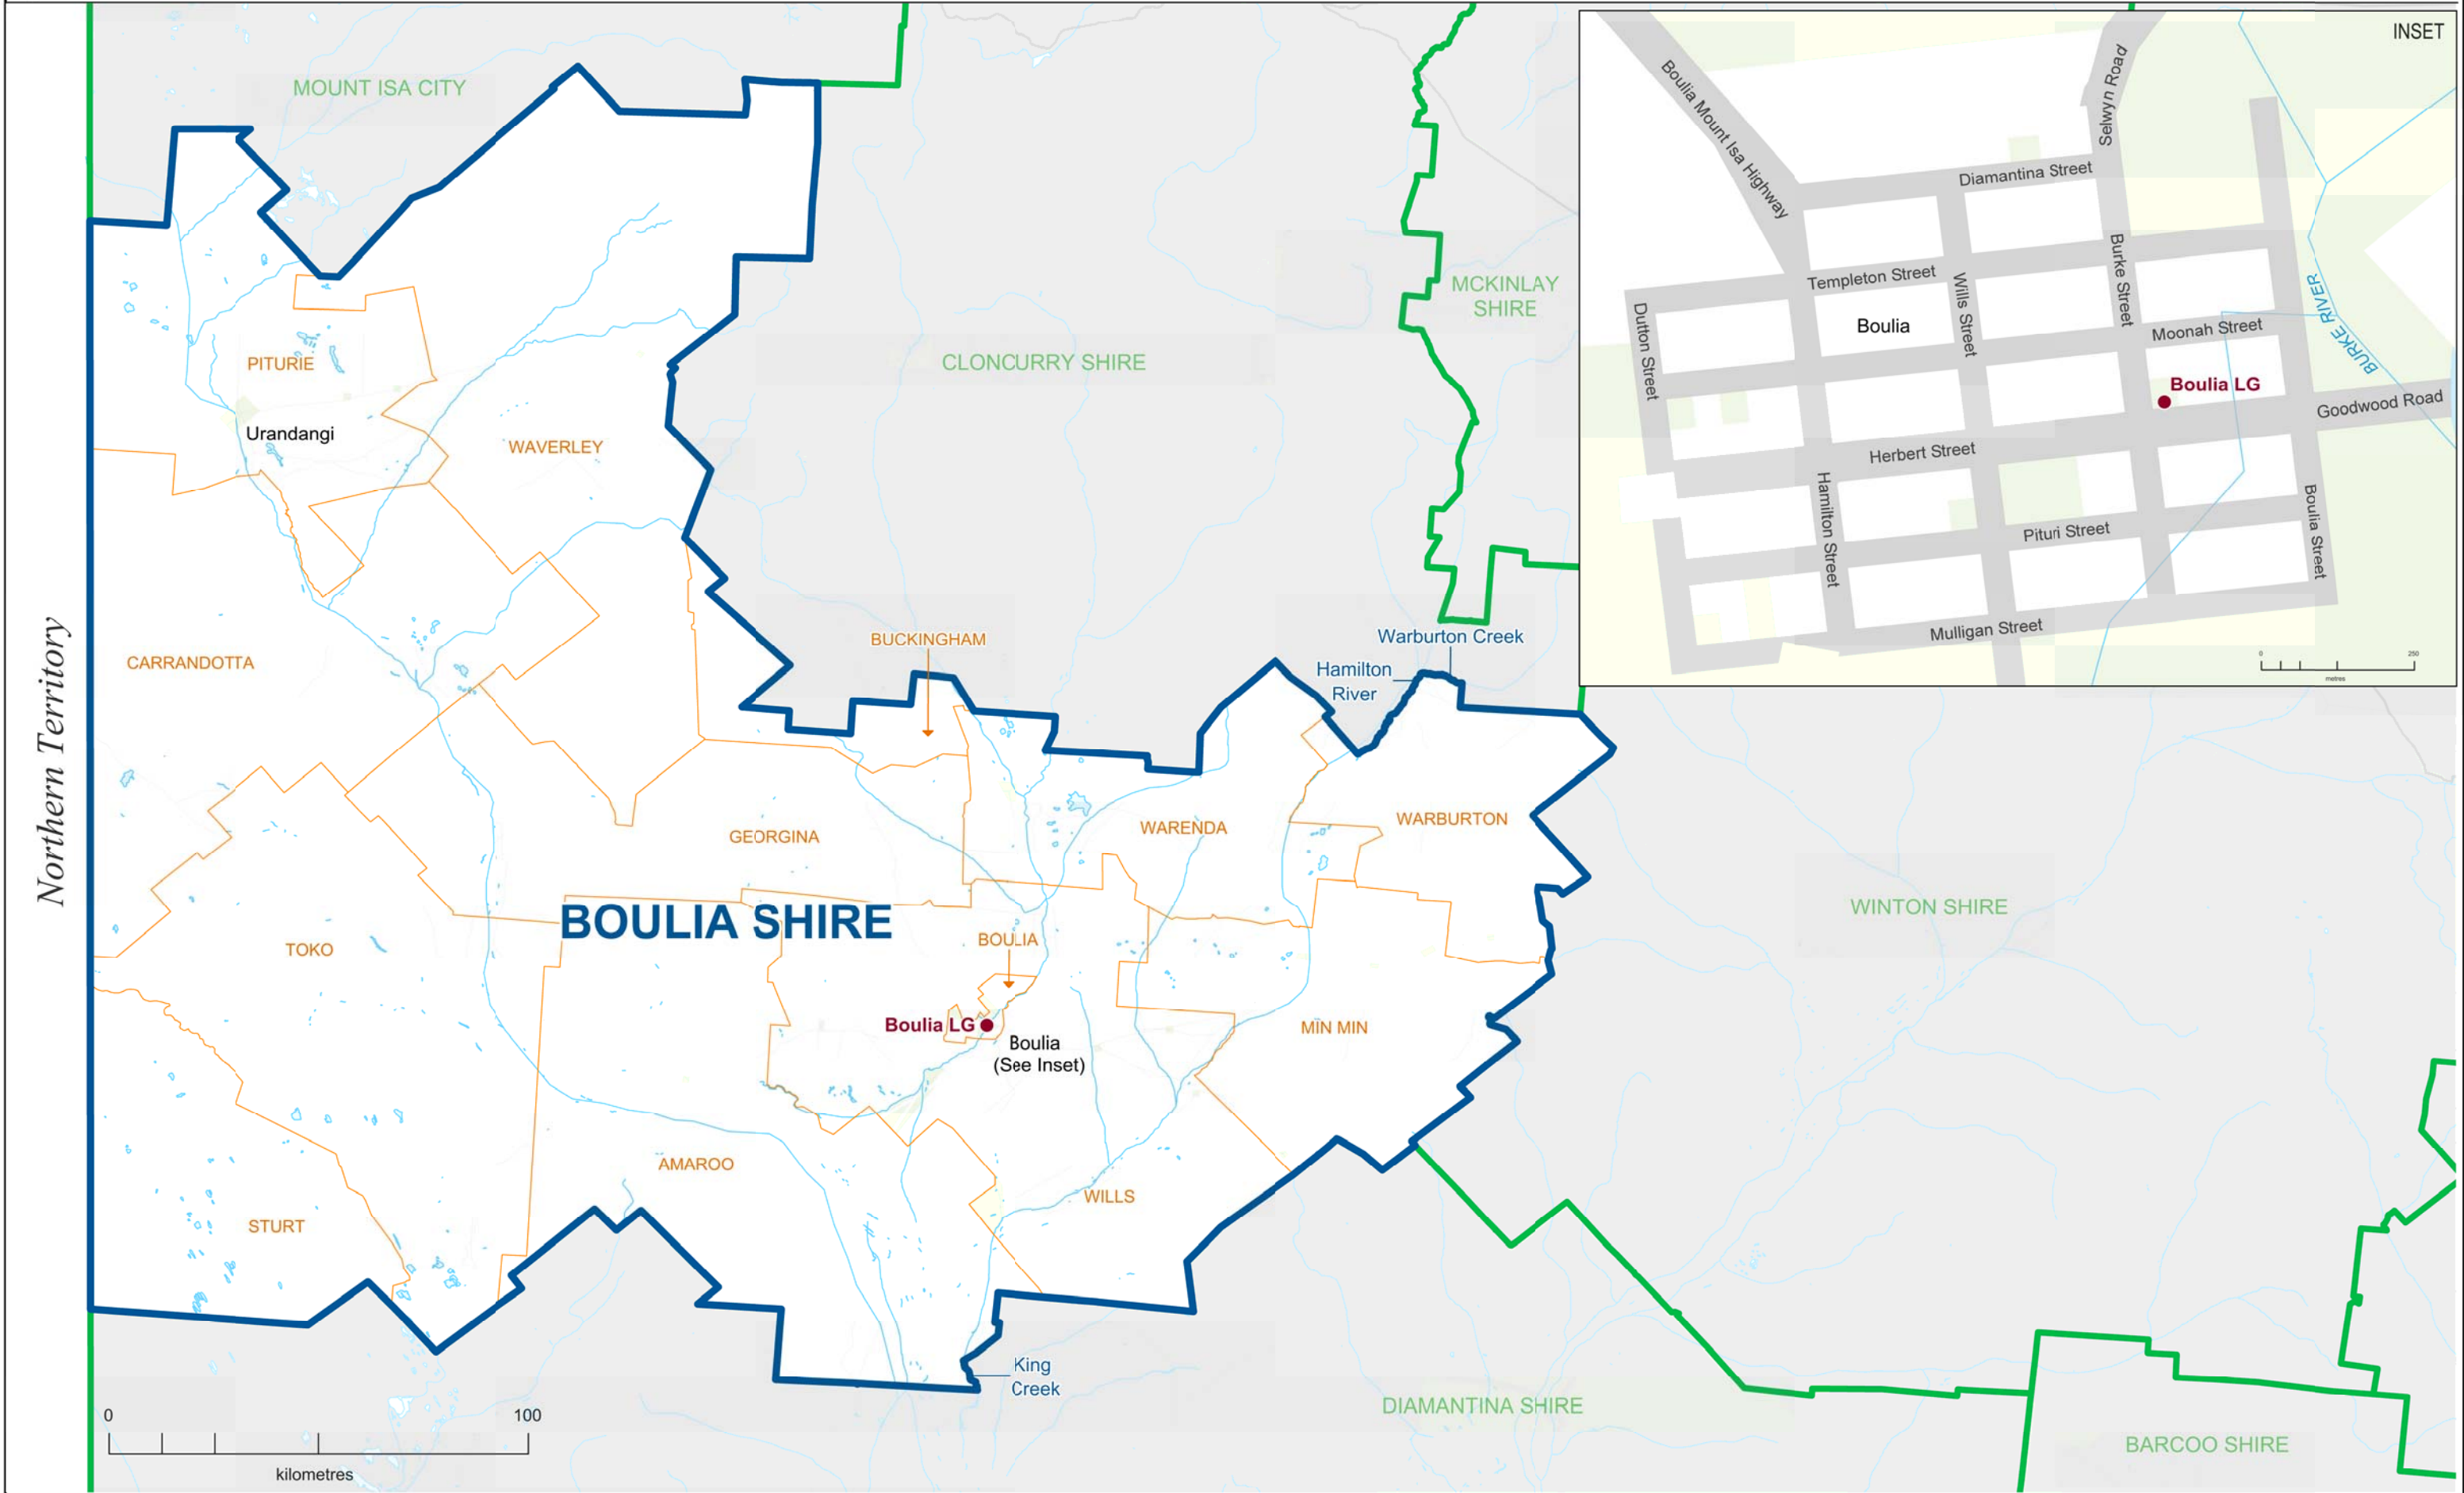 INSET
MOUNT ISA CITY
Boulia Mount Isa Highway
Selwyn Road
Diamantina Street
Templeton Street
Wills Street
Burke Street
Boulia
Moonah Street
Dutton Street
BURKE RIVER
Boulia LG
Goodwood Road
Herbert Street
Hamilton Street
Pituri Street
Boulia Street
Mulligan Street
0
250
metres
MCKINLAY
SHIRE
CLONCURRY SHIRE
PITURIE
Urandangi
WAVERLEY
Northern Territory
CARRANDOTTA
BUCKINGHAM
Warburton Creek
Hamilton
River
GEORGINA
WARENDA
WARBURTON
WINTON SHIRE
BOULIA SHIRE
TOKO
BOULIA
Boulia LG
Boulia
(See Inset)
MIN MIN
AMAROO
WILLS
STURT
King
Creek
DIAMANTINA SHIRE
BARCOO SHIRE
0
100
kilometres